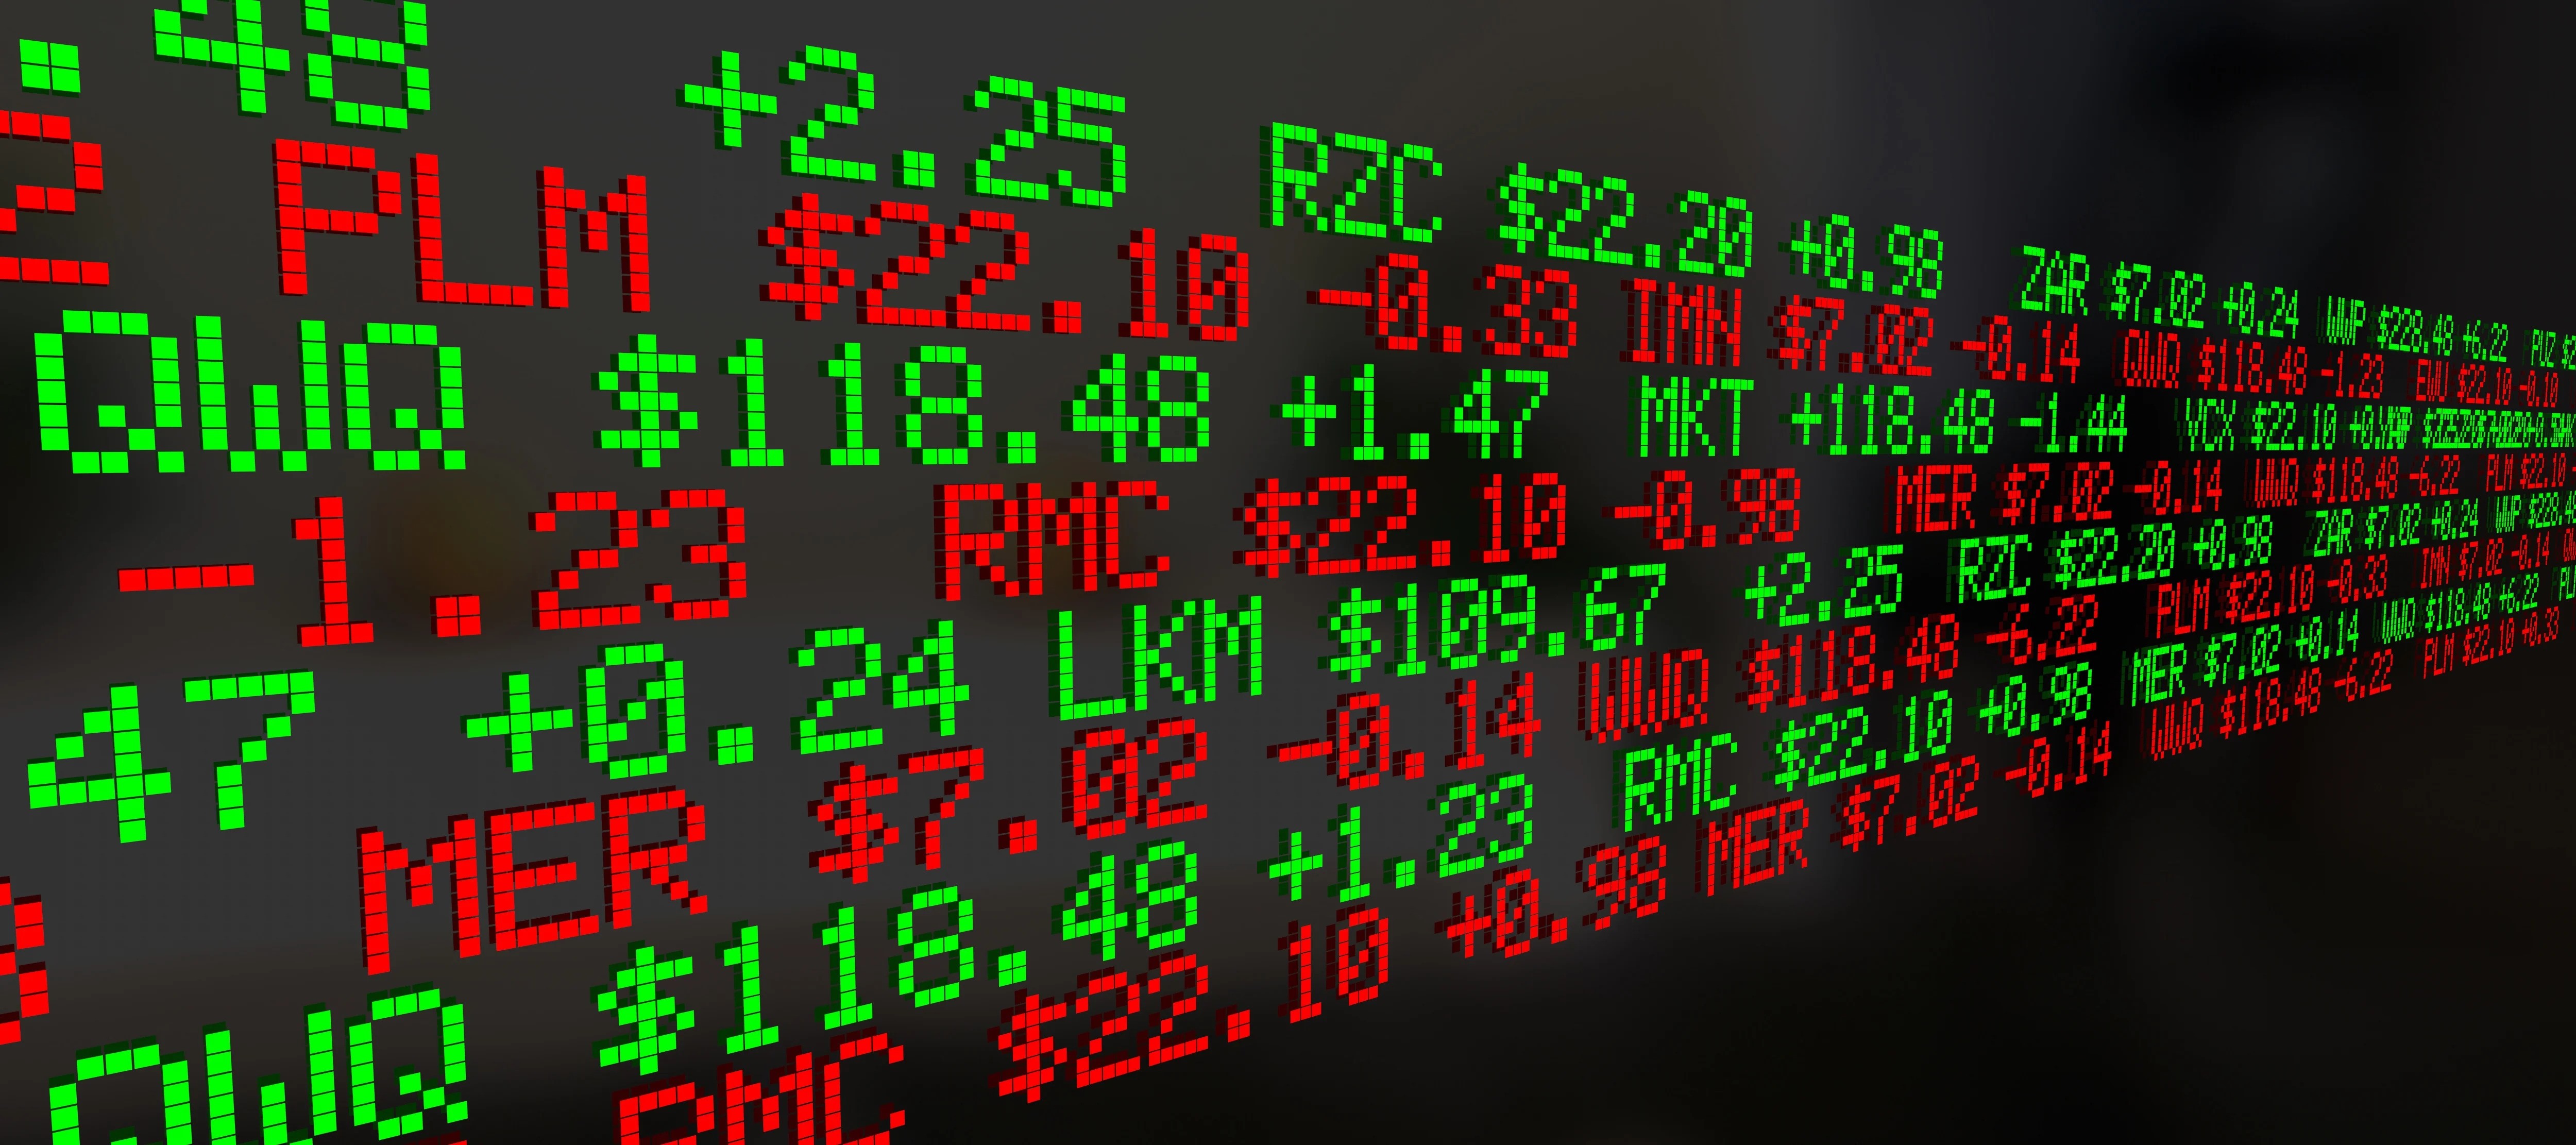 .48 +2.25 RZC $22.20 +0.98 ZAR $7.02 +0.24 WWP $228.48 +6.22
PLM $22.10 -0.33 IMN $7.02 -0.14 QWQ $118.48 -1.23 EWU $22.10 -0.10
QWQ $118.48 +1.47 MKT +118.48 -1.44 VCX $22.10
-1.23 RMC $22.10 -0.98 MER $7.02 -0.14 WWQ $118.48 -6.22 PLM $22.10
47 +0.24 LKM $109.67 +2.25 RZC $22.20 +0.98 ZAR $7.02 +0.24 WWP
MER $7.02 -0.14 WWQ $118.48 -6.22 PLM $22.10 -0.33 IMN $7.02 -0.14
QWQ $118.48 +1.23 RMC $22.10 +0.98 MER $7.02 +0.14 WWQ $118.48 +6.22
RMC $22.10 +0.98 MER $7.02 -0.14 WWQ $118.48 -6.22 PLM $22.10 +0.33